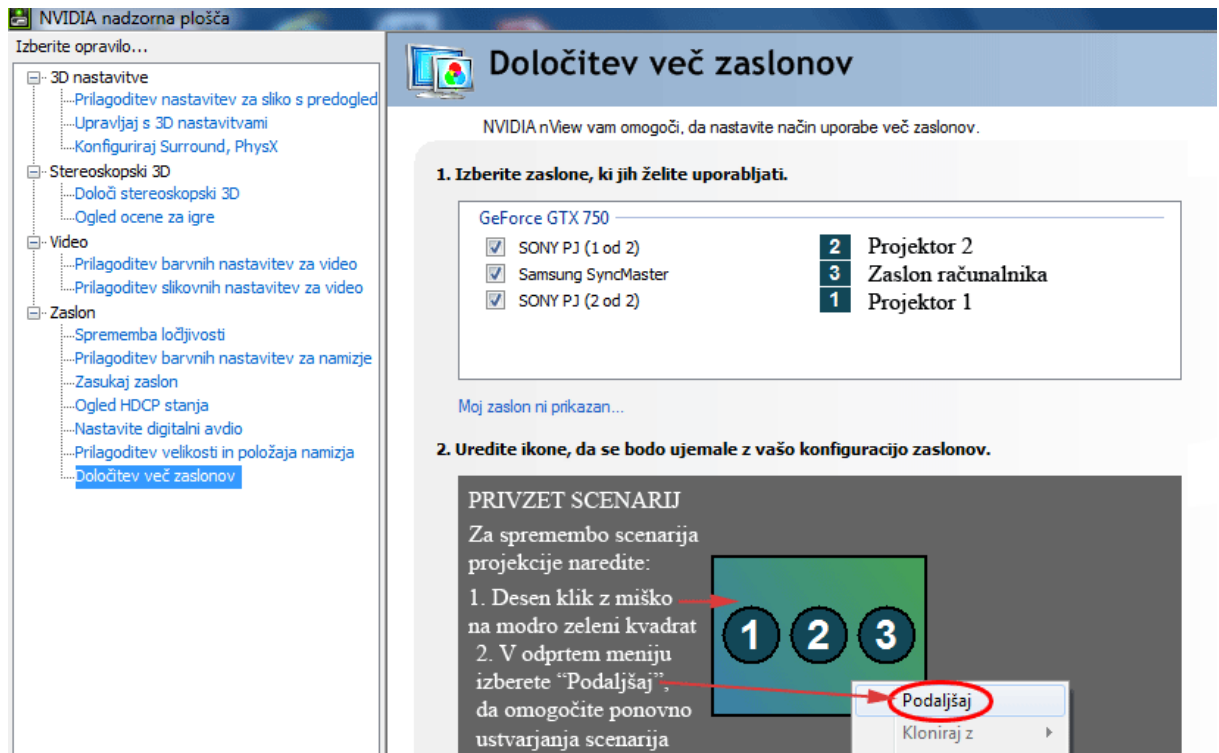 NVIDIA nadzorna plošča
Izberite opravilo...
3D nastavitve
Prilagoditev nastavitev za sliko s predogled
Upravljaj s 3D nastavitvami
Konfiguriraj Surround, PhysX
Stereoskopski 3D
Določi stereoskopski 3D
Ogled ocene za igre
Video
Prilagoditev barvnih nastavitev za video
Prilagoditev slikovnih nastavitev za video
Zaslon
Sprememba ločljivosti
Prilagoditev barvnih nastavitev za namizje
Zasukaj zaslon
Ogled HDCP stanja
Nastavite digitalni avdio
Prilagoditev velikosti in položaja namizja
Določitev več zaslonov
Določitev več zaslonov
NVIDIA nView vam omogoči, da nastavite način uporabe več zaslonov.
1. Izberite zaslone, ki jih želite uporabljati.
GeForce GTX 750
SONY PJ (1 od 2) 2 Projektor 2
Samsung SyncMaster 3 Zaslon računalnika
SONY PJ (2 od 2) 1 Projektor 1
Moj zaslon ni prikazan...
2. Uredite ikone, da se bodo ujemale z vašo konfiguracijo zaslonov.
PRIVZET SCENARIJ
Za spremembo scenarija
projekcije naredite:
1. Desen klik z miško
na modro zeleni kvadrat
2. V odprtem meniju
izberete “Podaljšaj”,
da omogočite ponovno
ustvarjanja scenarija
1 2 3
Podaljšaj
Kloniraj z